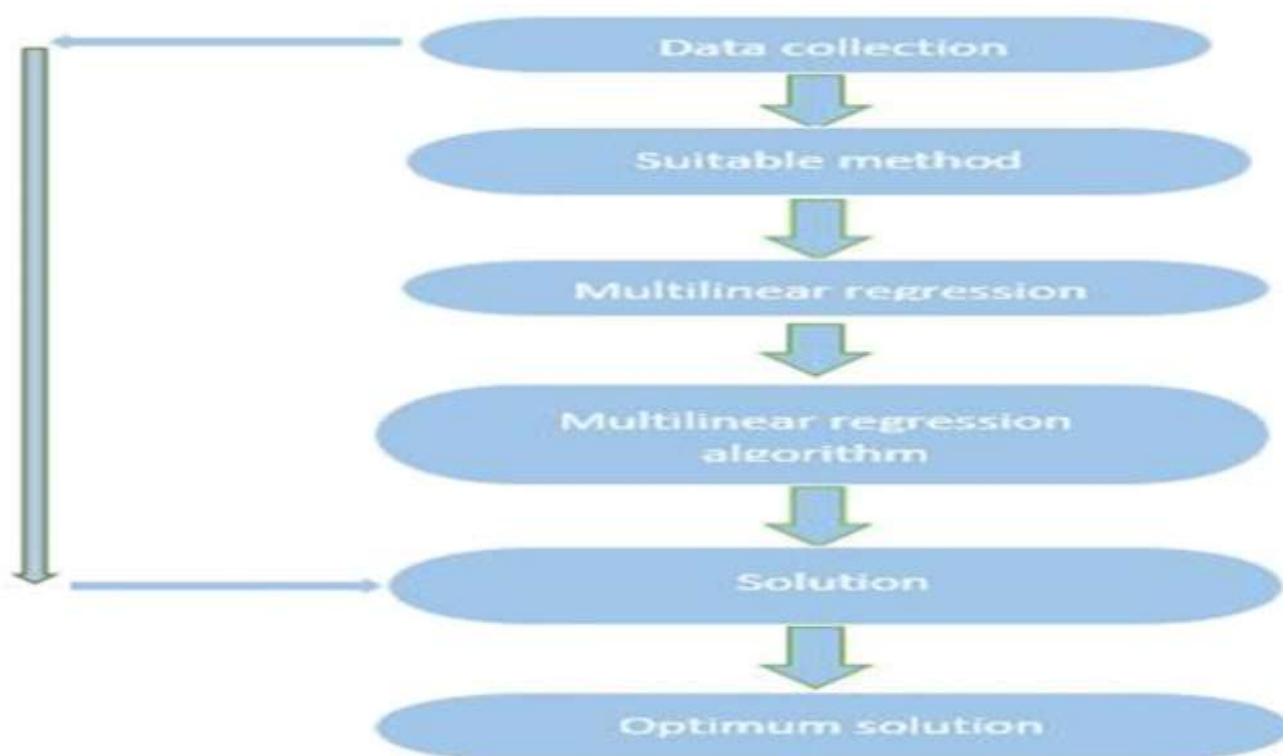 Data collection
Suitable method
Multilinear regression
Multilinear regression
algorithm
Solution
Optimum solution